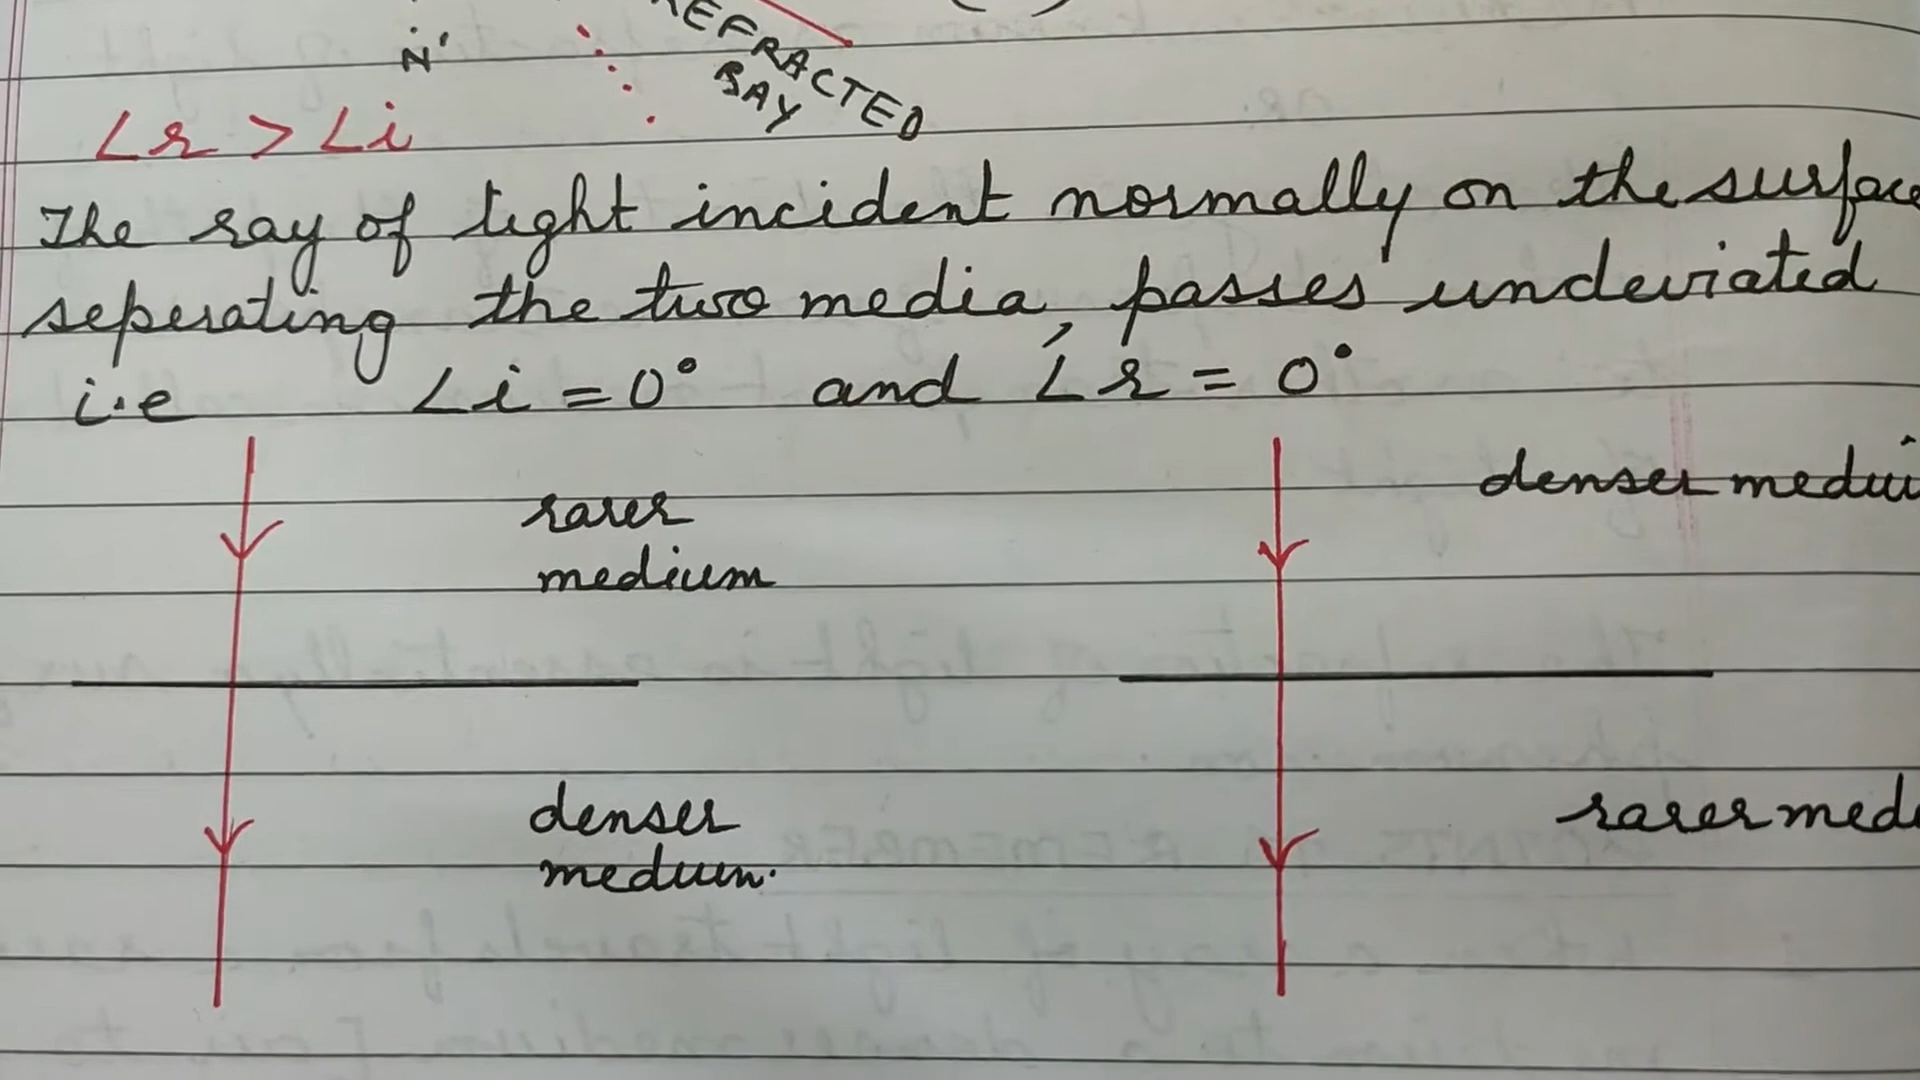 N'
REFRACTED
RAY
∠r > ∠i
The ray of light incident normally on the surface
seperating the two media, passes undeviated
i.e ∠i = 0° and ∠r = 0°
rarer
medium
denser mediu
denser
medium.
rarer med